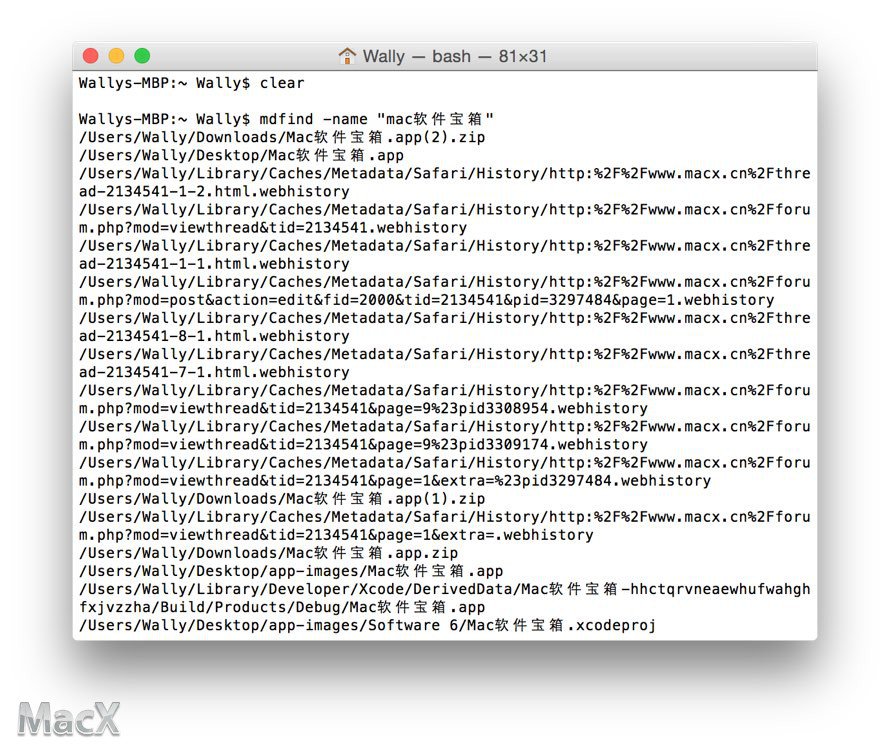 Wally — bash — 81×31
Wallys-MBP:~ Wally$ clear
Wallys-MBP:~ Wally$ mdfind -name "mac软件宝箱"
/Users/Wally/Downloads/Mac软件宝箱.app(2).zip
/Users/Wally/Desktop/Mac软件宝箱.app
/Users/Wally/Library/Caches/Metadata/Safari/History/http:%2F%2Fwww.macx.cn%2Fthre
ad-2134541-1-2.html.webhistory
/Users/Wally/Library/Caches/Metadata/Safari/History/http:%2F%2Fwww.macx.cn%2Fforu
m.php?mod=viewthread&tid=2134541.webhistory
/Users/Wally/Library/Caches/Metadata/Safari/History/http:%2F%2Fwww.macx.cn%2Fthre
ad-2134541-1-1.html.webhistory
/Users/Wally/Library/Caches/Metadata/Safari/History/http:%2F%2Fwww.macx.cn%2Fforu
m.php?mod=post&action=edit&fid=2000&tid=2134541&pid=3297484&page=1.webhistory
/Users/Wally/Library/Caches/Metadata/Safari/History/http:%2F%2Fwww.macx.cn%2Fthre
ad-2134541-8-1.html.webhistory
/Users/Wally/Library/Caches/Metadata/Safari/History/http:%2F%2Fwww.macx.cn%2Fthre
ad-2134541-7-1.html.webhistory
/Users/Wally/Library/Caches/Metadata/Safari/History/http:%2F%2Fwww.macx.cn%2Fforu
m.php?mod=viewthread&tid=2134541&page=9%23pid3308954.webhistory
/Users/Wally/Library/Caches/Metadata/Safari/History/http:%2F%2Fwww.macx.cn%2Fforu
m.php?mod=viewthread&tid=2134541&page=9%23pid3309174.webhistory
/Users/Wally/Library/Caches/Metadata/Safari/History/http:%2F%2Fwww.macx.cn%2Fforu
m.php?mod=viewthread&tid=2134541&page=1&extra=%23pid3297484.webhistory
/Users/Wally/Downloads/Mac软件宝箱.app(1).zip
/Users/Wally/Library/Caches/Metadata/Safari/History/http:%2F%2Fwww.macx.cn%2Fforu
m.php?mod=viewthread&tid=2134541&page=1&extra=.webhistory
/Users/Wally/Downloads/Mac软件宝箱.app.zip
/Users/Wally/Desktop/app-images/Mac软件宝箱.app
/Users/Wally/Library/Developer/Xcode/DerivedData/Mac软件宝箱-hhctqrvneaewhufwahgh
fxjvzzha/Build/Products/Debug/Mac软件宝箱.app
/Users/Wally/Desktop/app-images/Software 6/Mac软件宝箱.xcodeproj
MacX